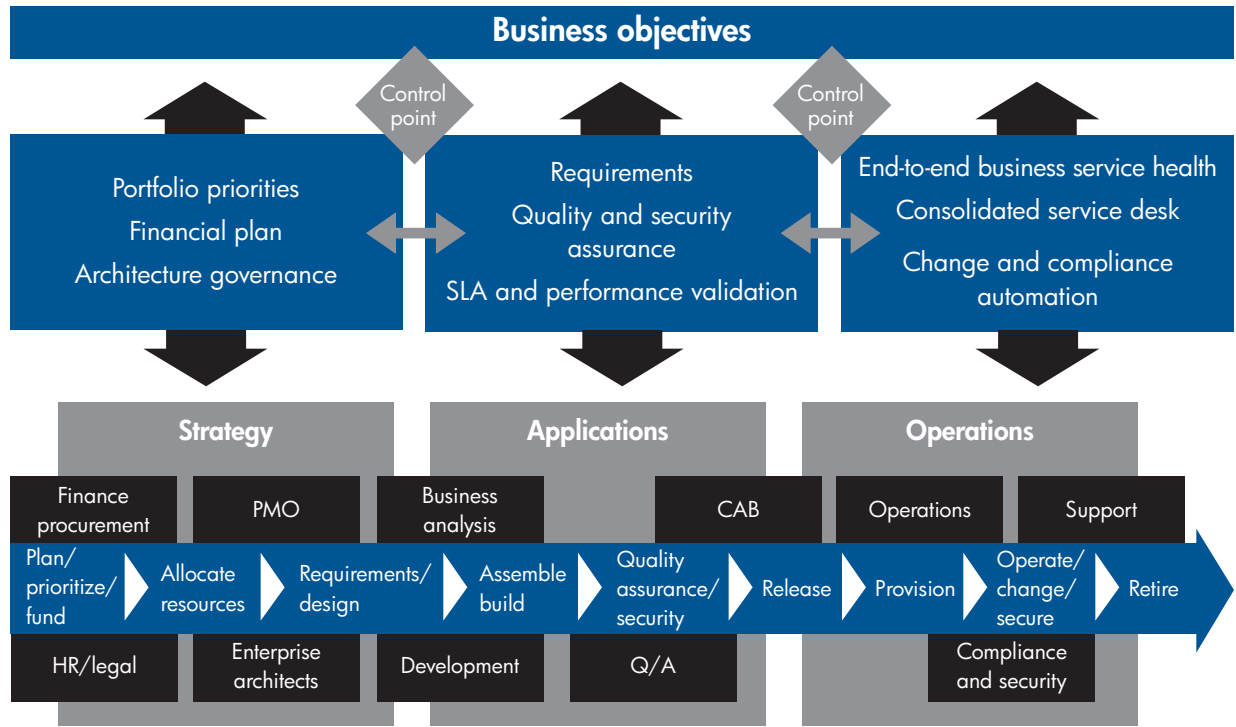 Business objectives
Control
point
Control
point
Portfolio priorities
Financial plan
Architecture governance
Requirements
Quality and security
assurance
SLA and performance validation
End-to-end business service health
Consolidated service desk
Change and compliance
automation
Strategy
Applications
Operations
Finance
procurement
PMO
Business
analysis
CAB
Operations
Support
Plan/
prioritize/
fund
Allocate
resources
Requirements/
design
Assemble
build
Quality
assurance/
security
Release
Provision
Operate/
change/
secure
Retire
HR/legal
Enterprise
architects
Development
Q/A
Compliance
and security